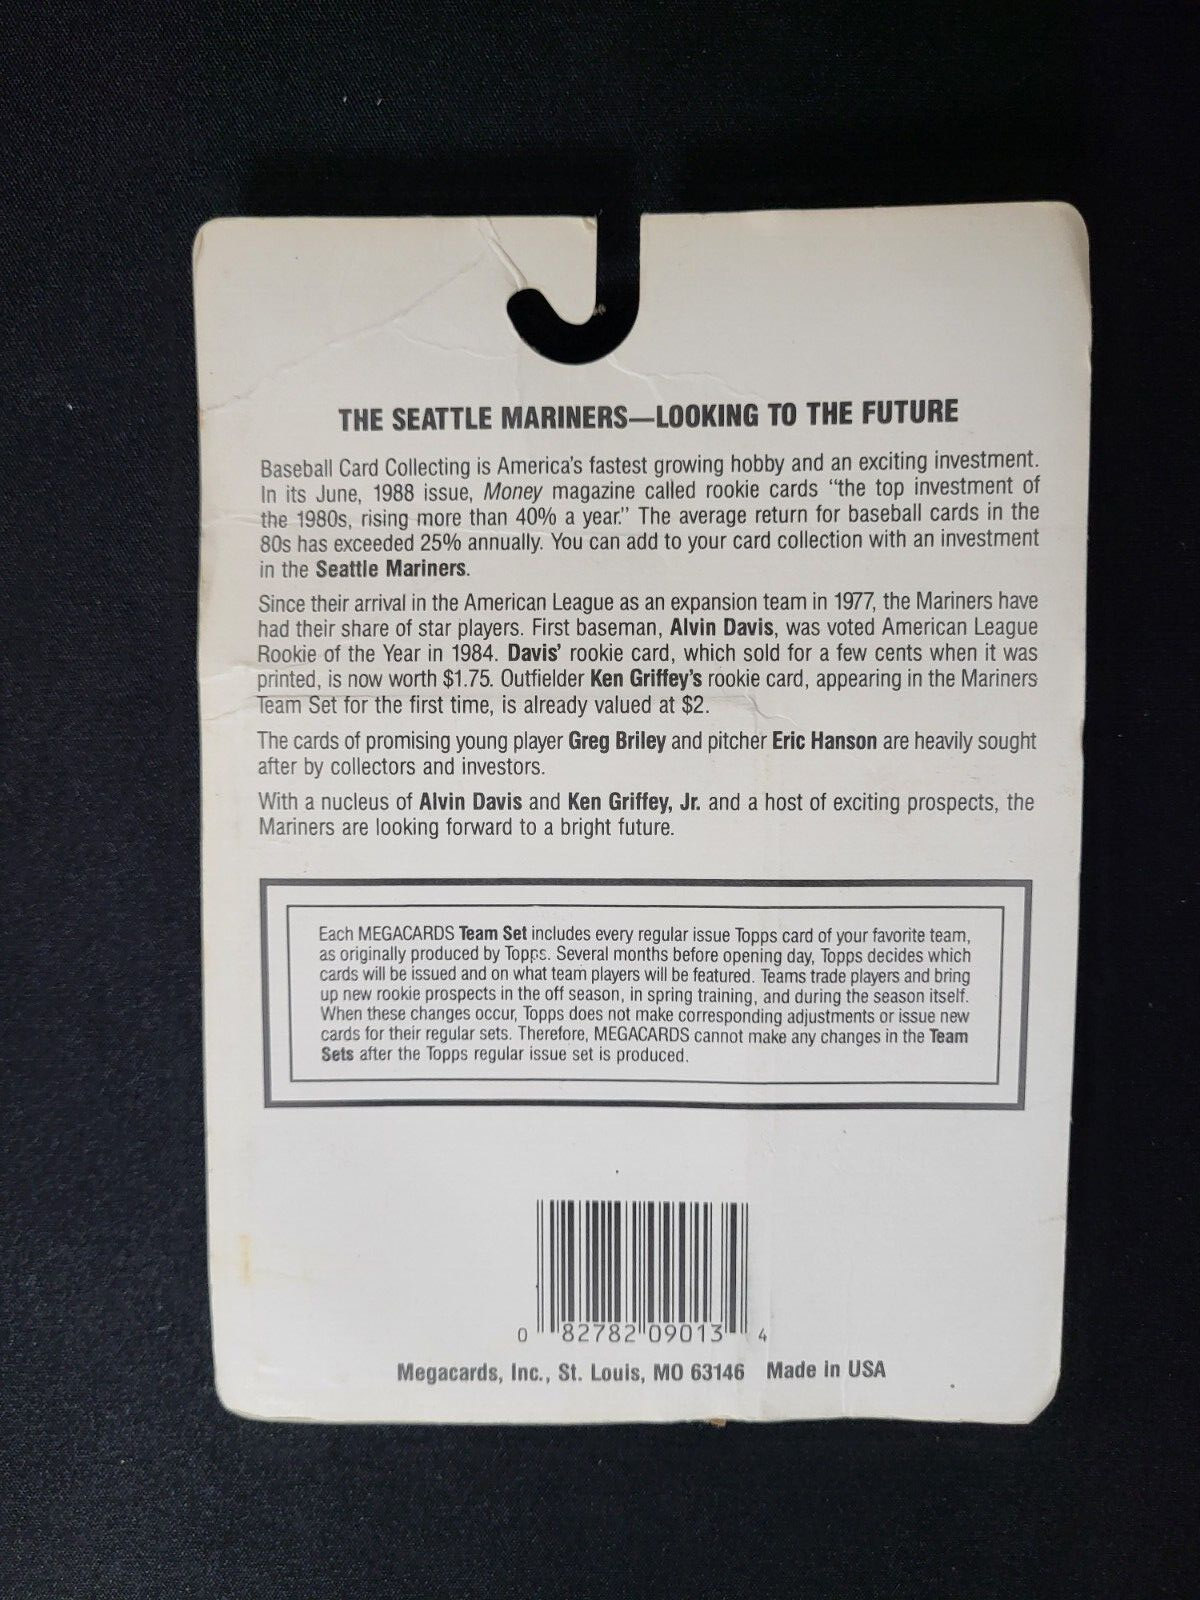 THE SEATTLE MARINERS—LOOKING TO THE FUTURE
Baseball Card Collecting is America's fastest growing hobby and an exciting investment.
In its June, 1988 issue, Money magazine called rookie cards "the top investment of
the 1980s, rising more than 40% a year." The average return for baseball cards in the
80s has exceeded 25% annually. You can add to your card collection with an investment
in the Seattle Mariners.
Since their arrival in the American League as an expansion team in 1977, the Mariners have
had their share of star players. First baseman, Alvin Davis, was voted American League
Rookie of the Year in 1984. Davis' rookie card, which sold for a few cents when it was
printed, is now worth $1.75. Outfielder Ken Griffey's rookie card, appearing in the Mariners
Team Set for the first time, is already valued at $2.
The cards of promising young player Greg Briley and pitcher Eric Hanson are heavily sought
after by collectors and investors.
With a nucleus of Alvin Davis and Ken Griffey, Jr. and a host of exciting prospects, the
Mariners are looking forward to a bright future.
Each MEGACARDS Team Set includes every regular issue Topps card of your favorite team,
as originally produced by Topps. Several months before opening day, Topps decides which
cards will be issued and on what team players will be featured. Teams trade players and bring
up new rookie prospects in the off season, in spring training, and during the season itself.
When these changes occur, Topps does not make corresponding adjustments or issue new
cards for their regular sets. Therefore, MEGACARDS cannot make any changes in the Team
Sets after the Topps regular issue set is produced.
0 82782 09013 4
Megacards, Inc., St. Louis, MO 63146 Made in USA